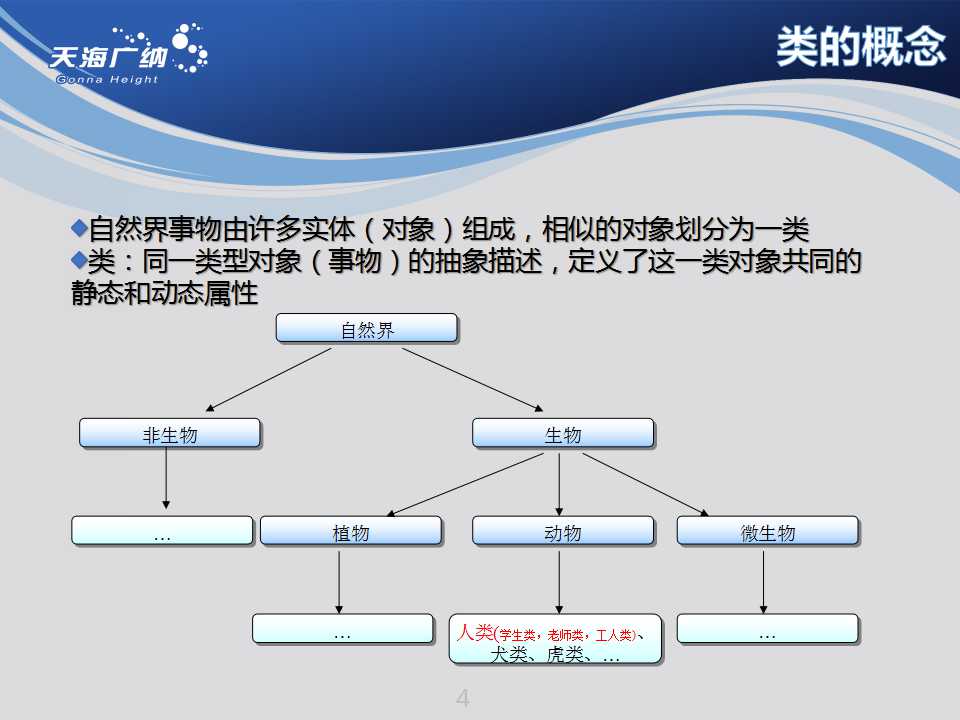 天海广纳
Gonna Height
类的概念
自然界事物由许多实体（对象）组成，相似的对象划分为一类
类：同一类型对象（事物）的抽象描述，定义了这一类对象共同的
静态和动态属性
自然界
非生物
生物
…
植物
动物
微生物
…
人类(学生类，老师类，工人类)、
犬类、虎类、…
…
4